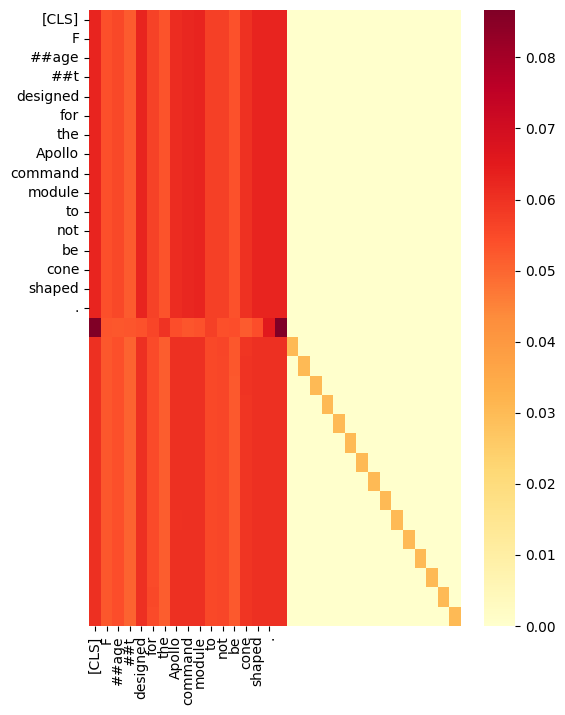 [CLS]
F
##age
##t
designed
for
the
Apollo
command
module
to
not
be
cone
shaped
.
0.08
0.07
0.06
0.05
0.04
0.03
0.02
0.01
0.00
[CLS]
F
##age
##t
designed
for
the
Apollo
command
module
to
not
be
cone
shaped
.